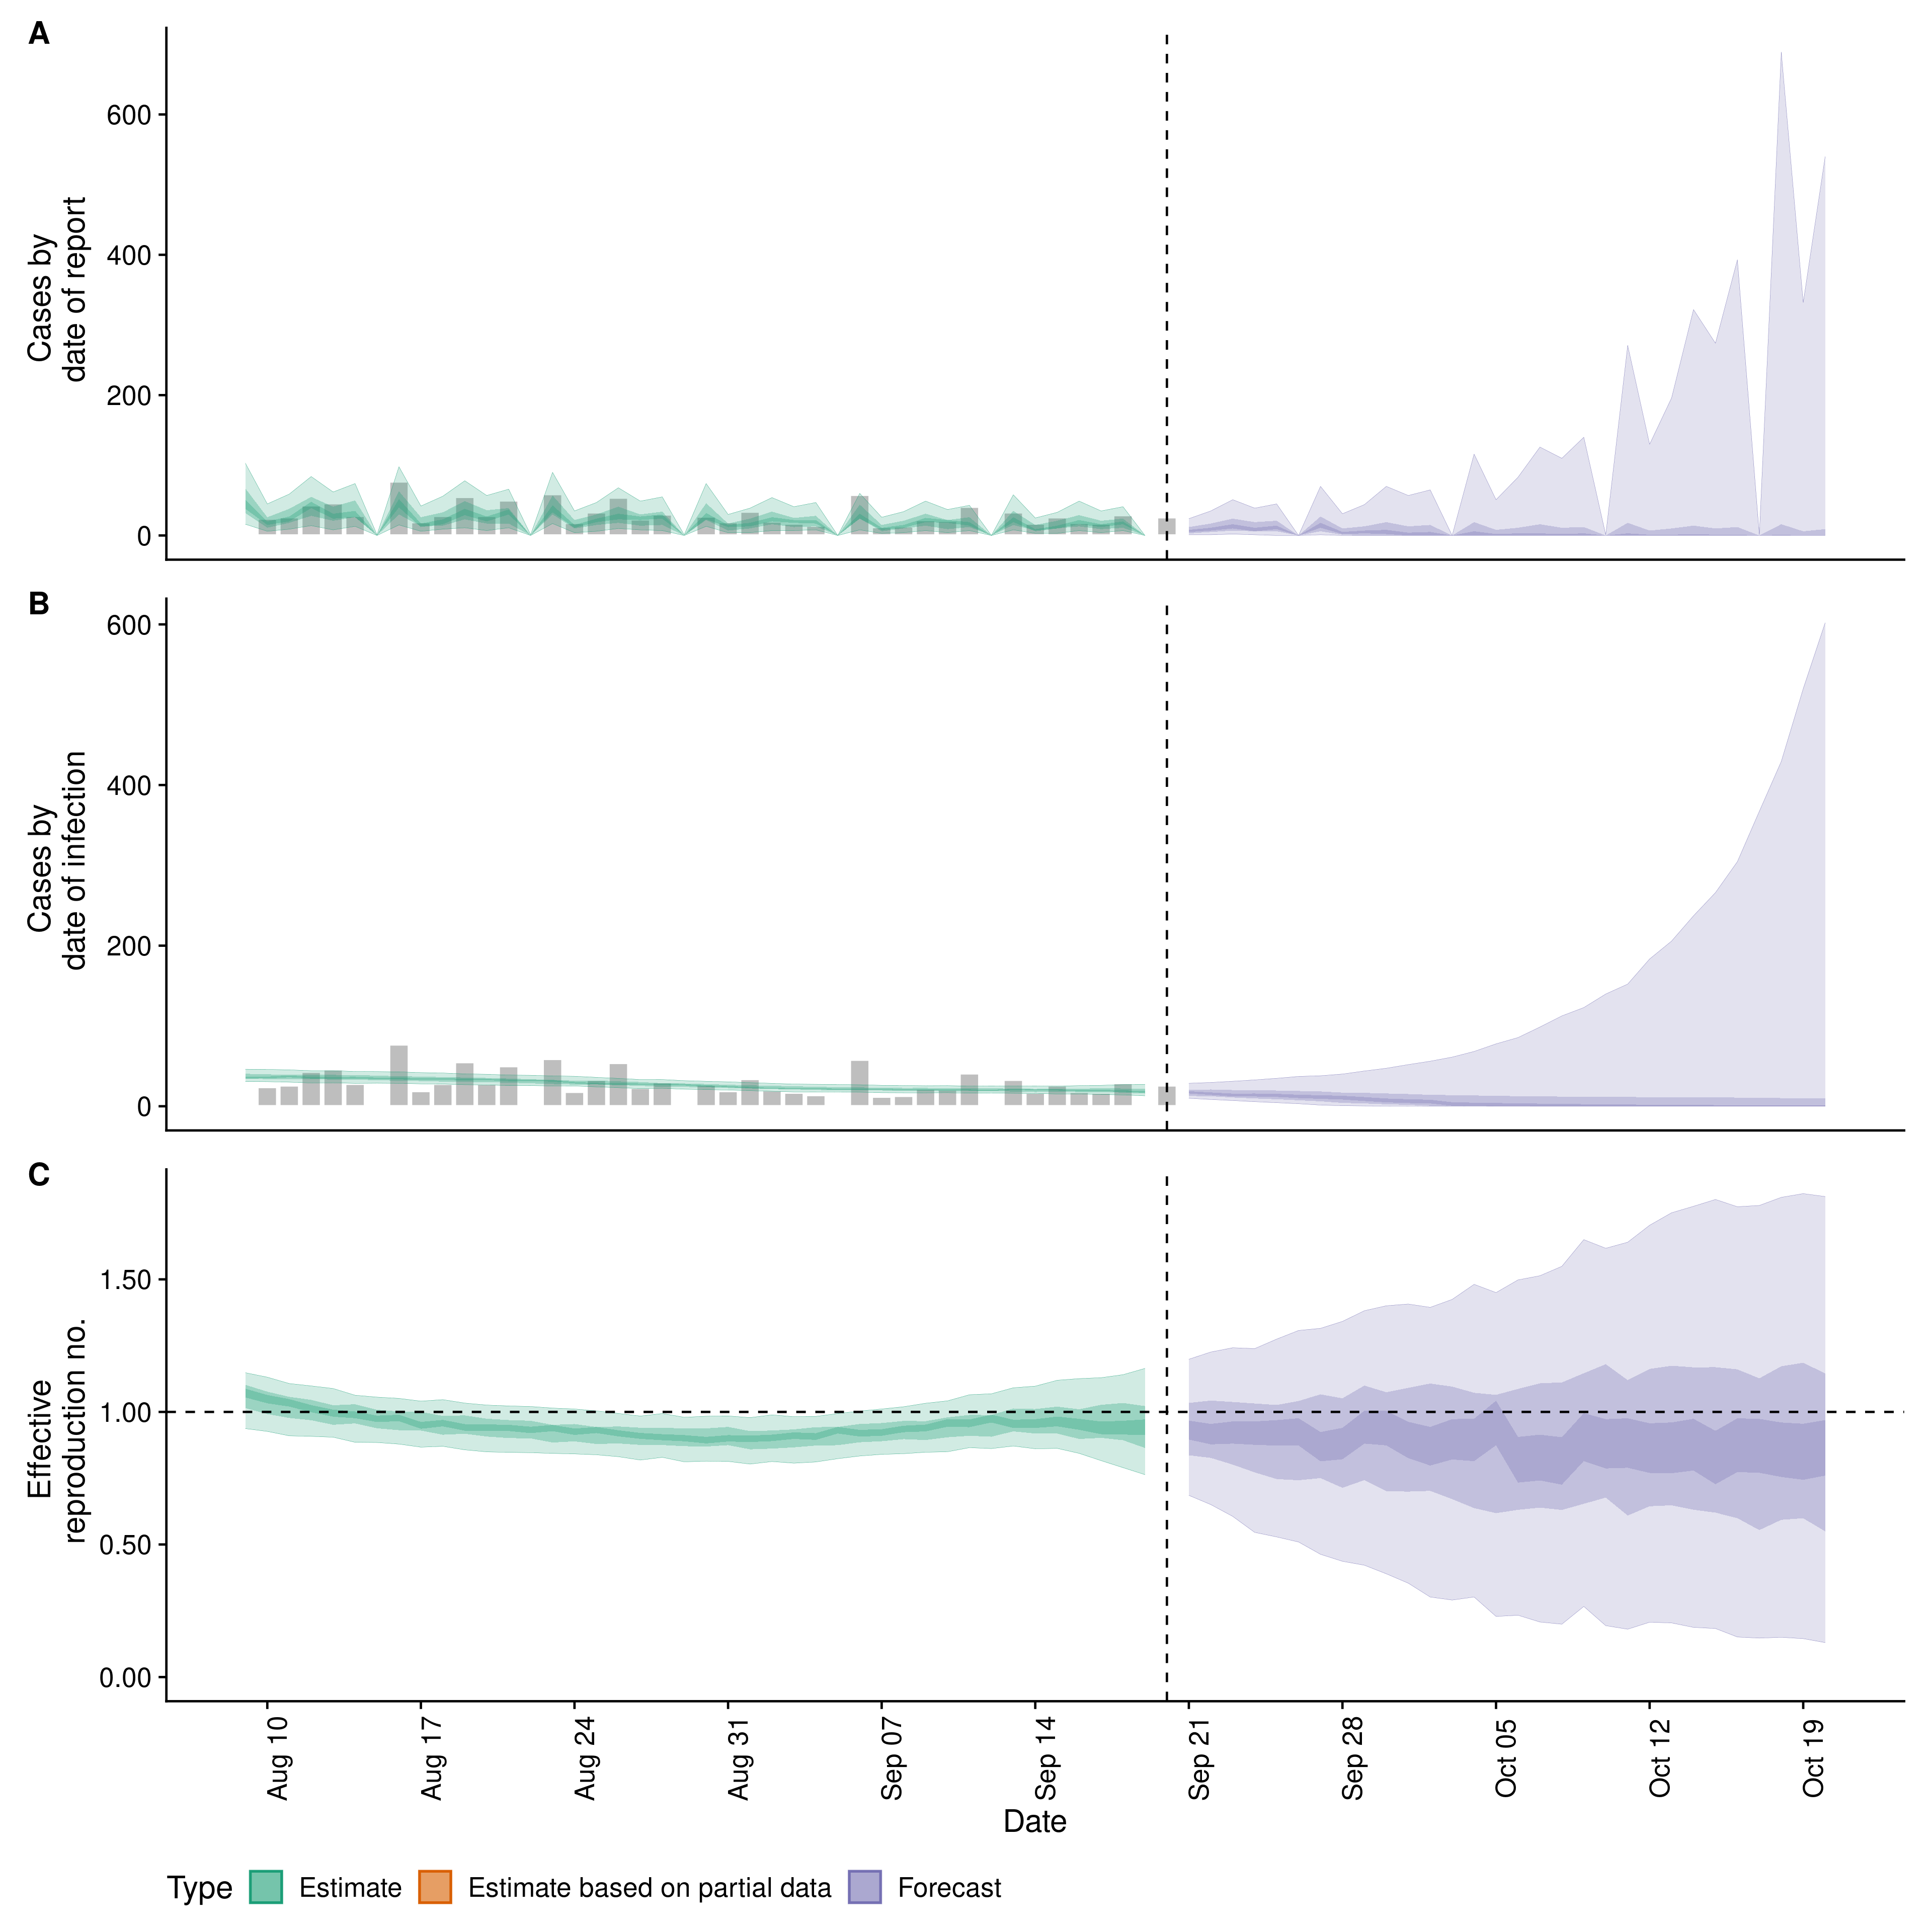 A
Cases by
date of report
600
400
200
0
B
Cases by
date of infection
600
400
200
0
C
Effective
reproduction no.
1.50
1.00
0.50
0.00
Aug 10
Aug 17
Aug 24
Aug 31
Sep 07
Sep 14
Sep 21
Sep 28
Oct 05
Oct 12
Oct 19
Date
Type Estimate Estimate based on partial data Forecast